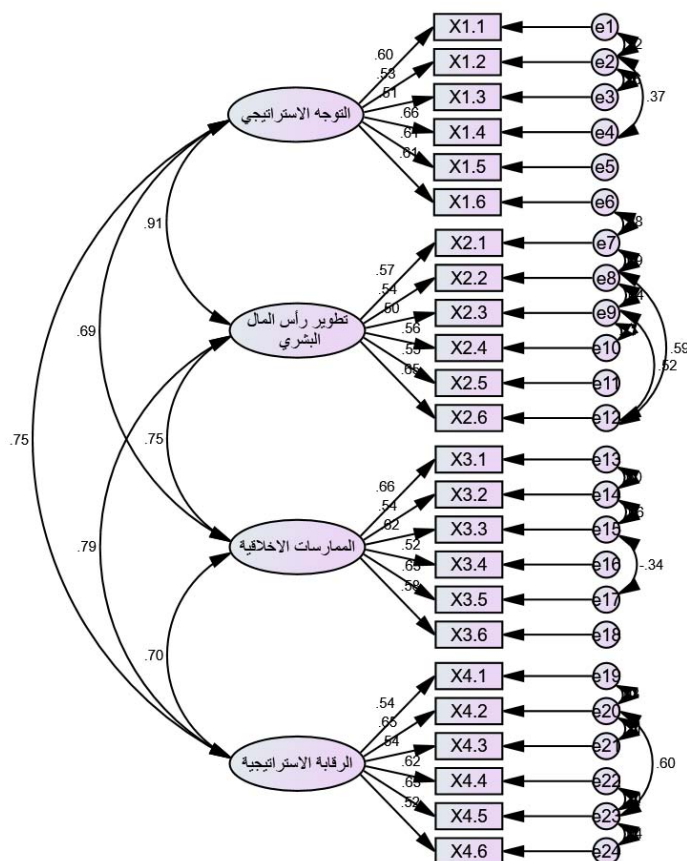 X1.1
e1
.60
X1.2
e2
.53
X1.3
e3
.51
.37
التوجه الاستراتيجي
X1.4
e4
.66
X1.5
e5
.61
X1.6
e6
.61
.91
X2.1
e7
.57
X2.2
e8
.54
X2.3
e9
.50
تطوير رأس المال
البشري
X2.4
e10
.56
.59
.52
X2.5
e11
X2.6
e12
.65
.69
.75
.75
X3.1
e13
.66
X3.2
e14
.54
X3.3
e15
.62
الممارسات الاخلاقية
X3.4
e16
.52
-.34
X3.5
e17
X3.6
e18
.58
.79
.70
X4.1
e19
.54
X4.2
e20
.65
X4.3
e21
.54
الرقابة الاستراتيجية
X4.4
e22
.62
.60
X4.5
e23
X4.6
e24
.52